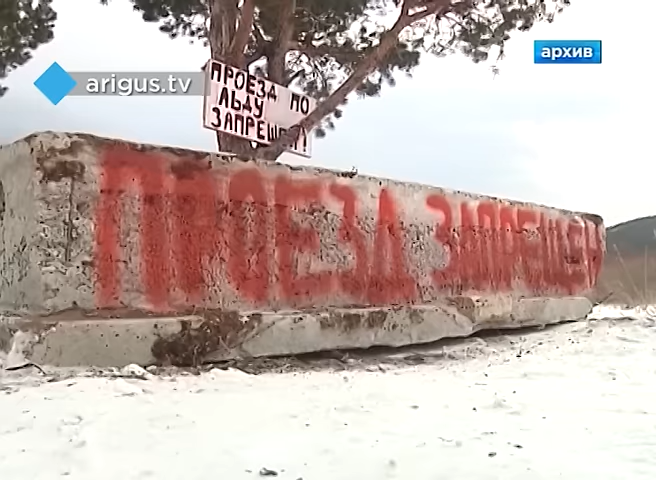 архив
arigus.tv
ПРОЕЗД ПО
ЛЬДУ
ЗАПРЕЩЕН!
ПРОЕЗД ЗАПРЕЩЕН